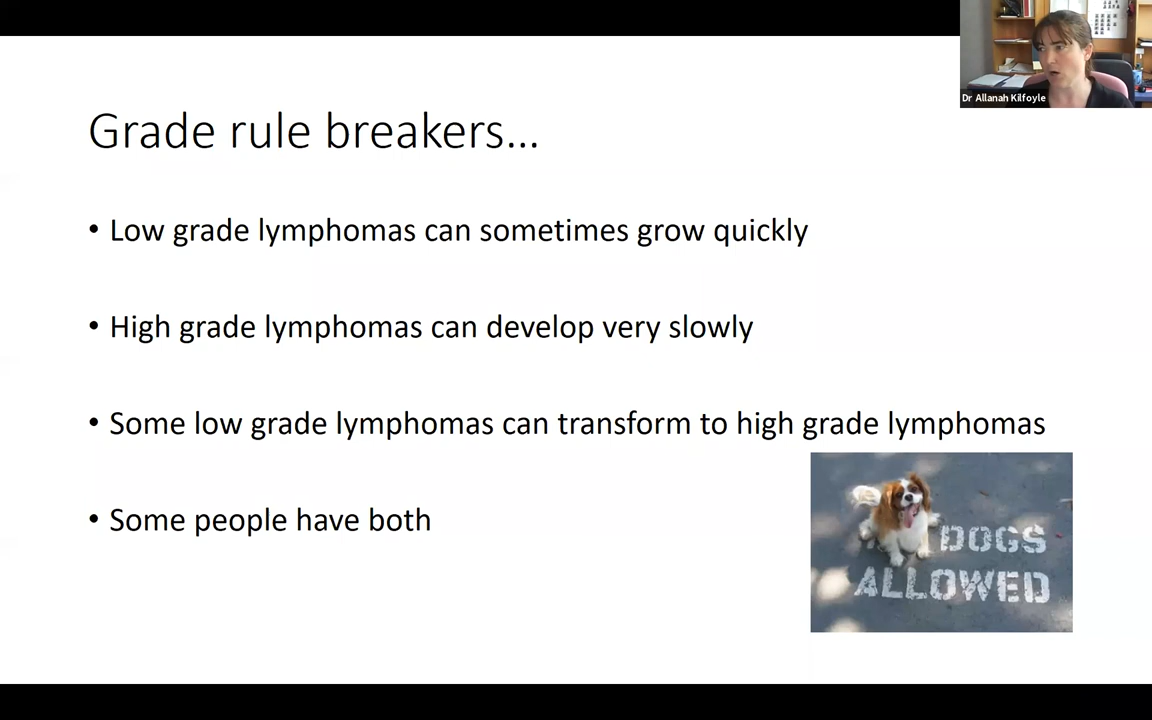 Dr Allanah Kilfoyle
Grade rule breakers...
• Low grade lymphomas can sometimes grow quickly
• High grade lymphomas can develop very slowly
• Some low grade lymphomas can transform to high grade lymphomas
• Some people have both
DOGS
ALLOWED